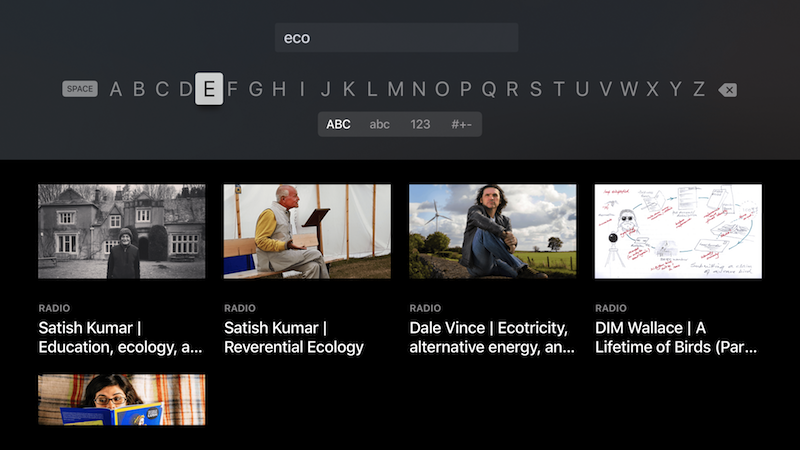 eco
SPACE A B C D E F G H I J K L M N O P Q R S T U V W X Y Z
ABC abc 123 #+-
RADIO
Satish Kumar |
Education, ecology, a...
RADIO
Satish Kumar |
Reverential Ecology
RADIO
Dale Vince | Ecotricity,
alternative energy, an...
RADIO
DIM Wallace | A
Lifetime of Birds (Par...